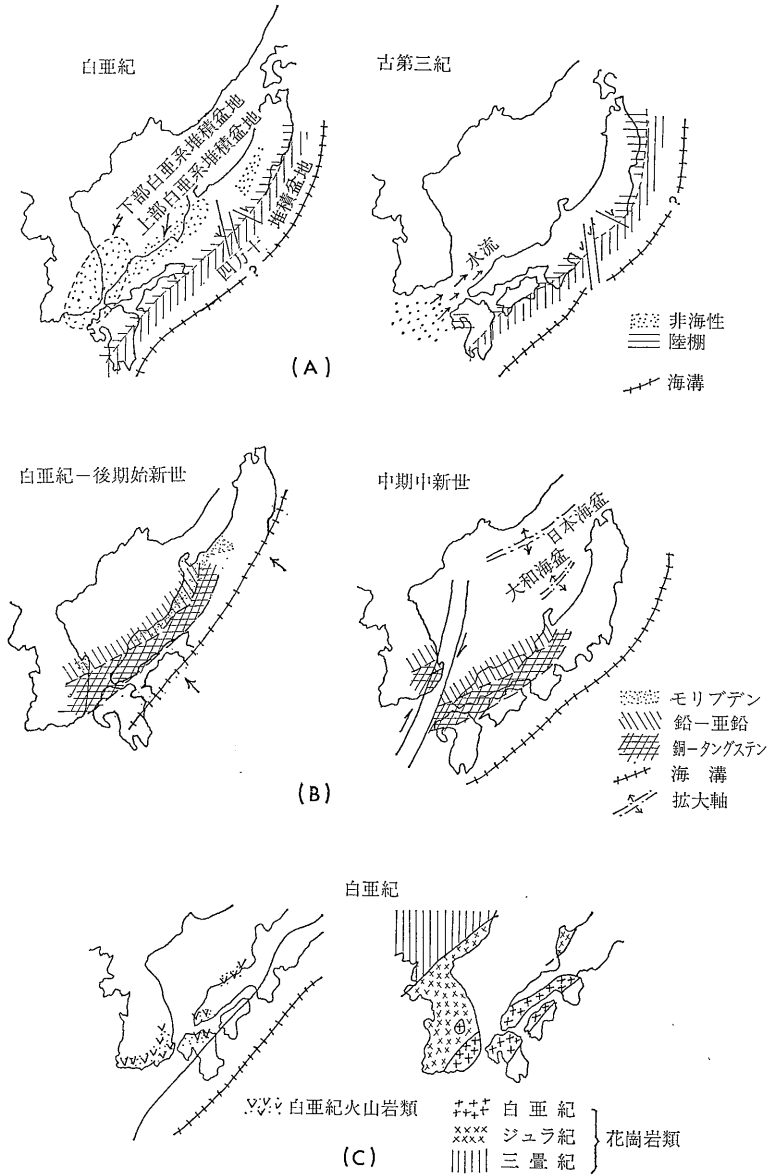 白亜紀
下部白亜系堆積盆地
上部白亜系堆積盆地
四万十堆積盆地
?
古第三紀
水流
?
非海性
陸棚
海溝
(A)
白亜紀－後期始新世
中期中新世
日本海盆
大和海盆
モリブデン
鉛－亜鉛
銅－タングステン
海溝
拡大軸
(B)
白亜紀
白亜紀火山岩類
白亜紀
ジュラ紀
三畳紀
花崗岩類
(C)